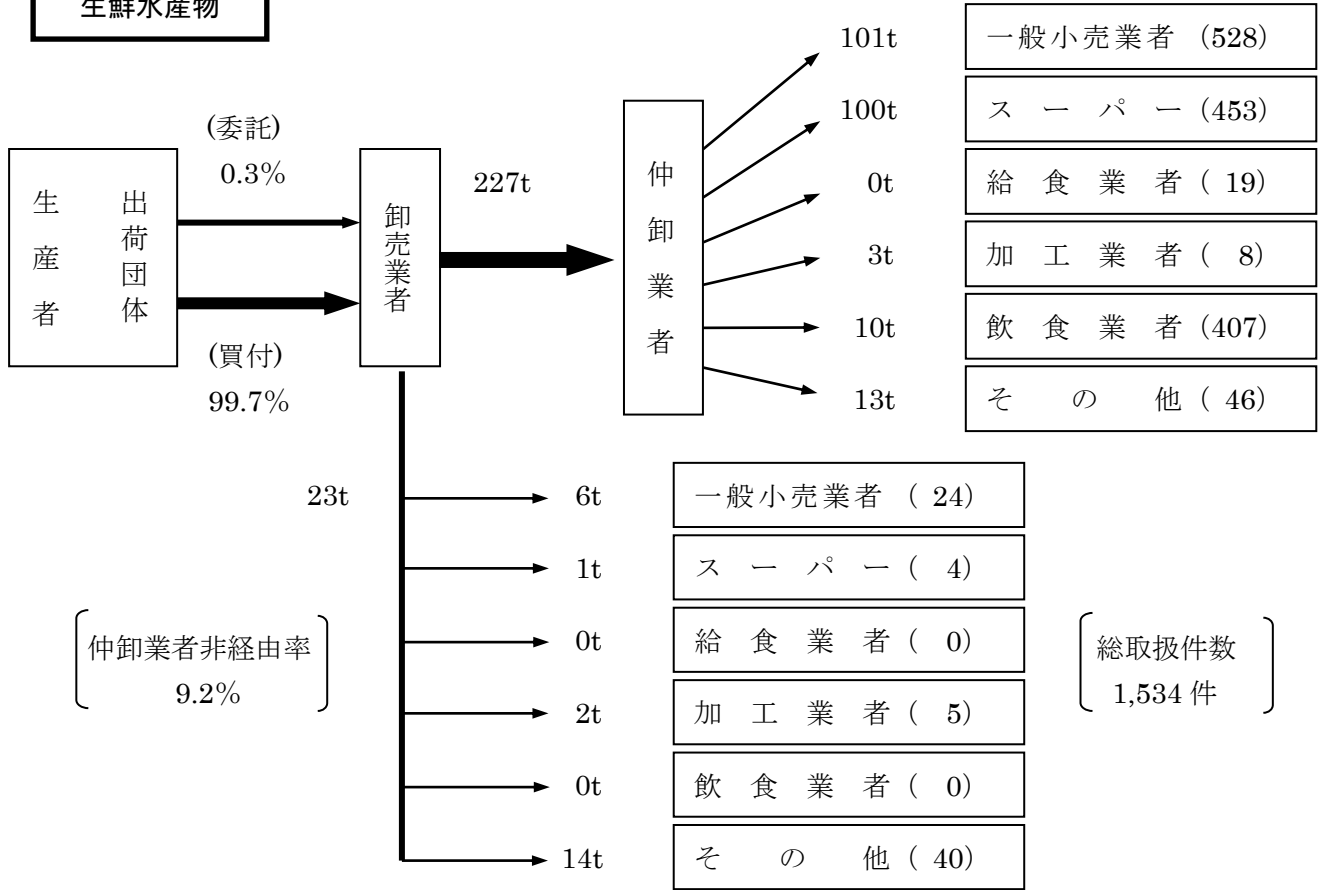 生鮮水産物
(委託)
0.3%
生産者
出荷団体
(買付)
99.7%
卸売業者
227t
仲卸業者
101t 一般小売業者 (528)
100t スーパー (453)
0t 給食業者 ( 19)
3t 加工業者 ( 8)
10t 飲食業者 (407)
13t その他 ( 46)
23t
6t 一般小売業者 ( 24)
1t スーパー ( 4)
0t 給食業者 ( 0)
2t 加工業者 ( 5)
0t 飲食業者 ( 0)
14t その他 ( 40)
仲卸業者非経由率
9.2%
総取扱件数
1,534 件